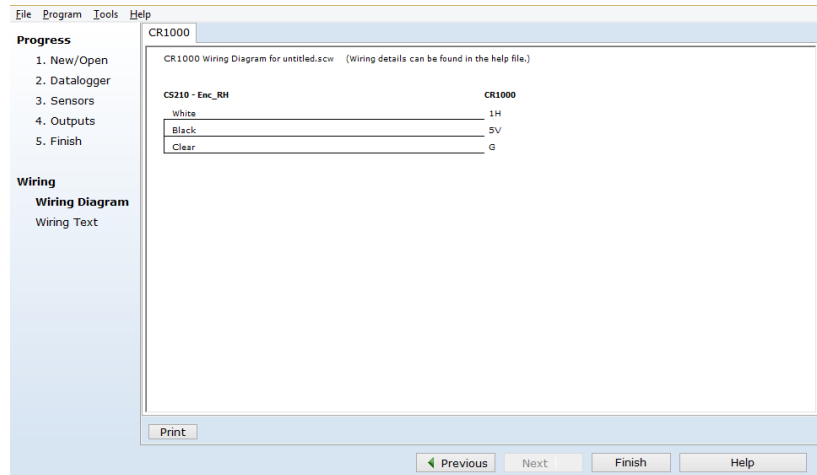 File Program Tools Help
Progress
1. New/Open
2. Datalogger
3. Sensors
4. Outputs
5. Finish
Wiring
Wiring Diagram
Wiring Text
CR1000
CR1000 Wiring Diagram for untitled.scw (Wiring details can be found in the help file.)
CS210 - Enc_RH CR1000
White 1H
Black 5V
Clear G
Print
Previous Next Finish Help